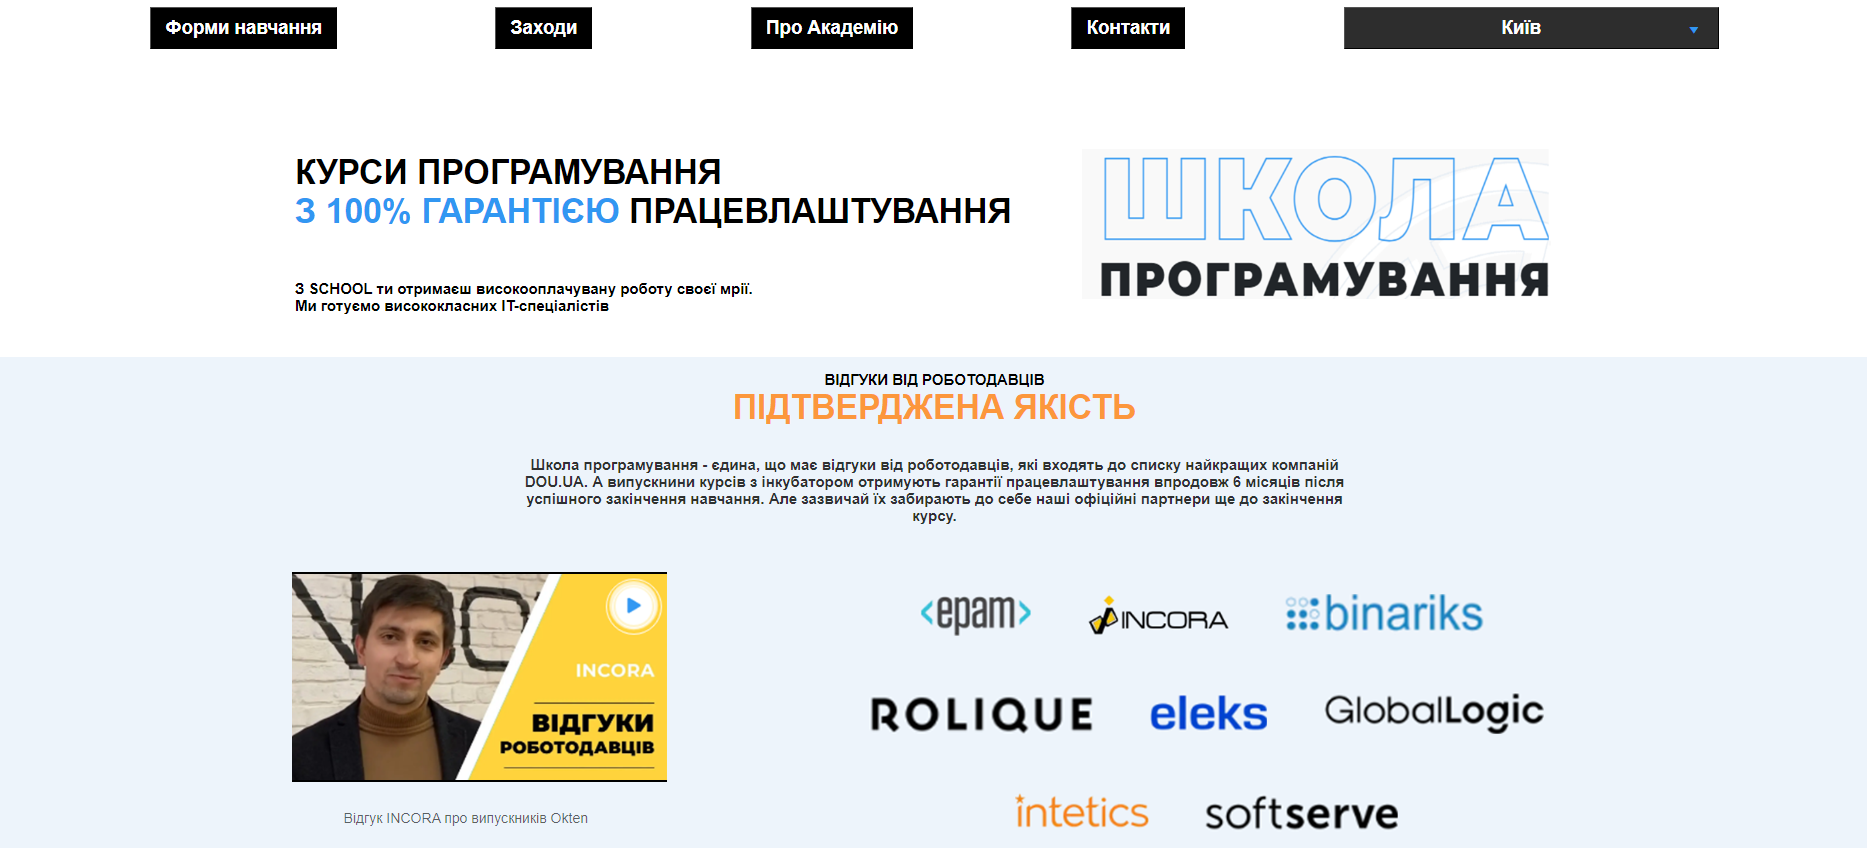 Форми навчання
Заходи
Про Академію
Контакти
Київ
КУРСИ ПРОГРАМУВАННЯ
З 100% ГАРАНТІЄЮ ПРАЦЕВЛАШТУВАННЯ
З SCHOOL ти отримаєш високооплачувану роботу своєї мрії.
Ми готуємо висококласних ІТ-спеціалістів
ШКОЛА
ПРОГРАМУВАННЯ
ВІДГУКИ ВІД РОБОТОДАВЦІВ
ПІДТВЕРДЖЕНА ЯКІСТЬ
Школа програмування - єдина, що має відгуки від роботодавців, які входять до списку найкращих компаній
DOU.UA. А випускнини курсів з інкубатором отримують гарантії працевлаштування впродовж 6 місяців після
успішного закінчення навчання. Але зазвичай їх забирають до себе наші офіційні партнери ще до закінчення
курсу.
INCORA
ВІДГУКИ
РОБОТОДАВЦІВ
Відгук INCORA про випускників Okten
<epam>
INCORA
binariks
ROLIQUE
eleks
GlobalLogic
intetics
softserve